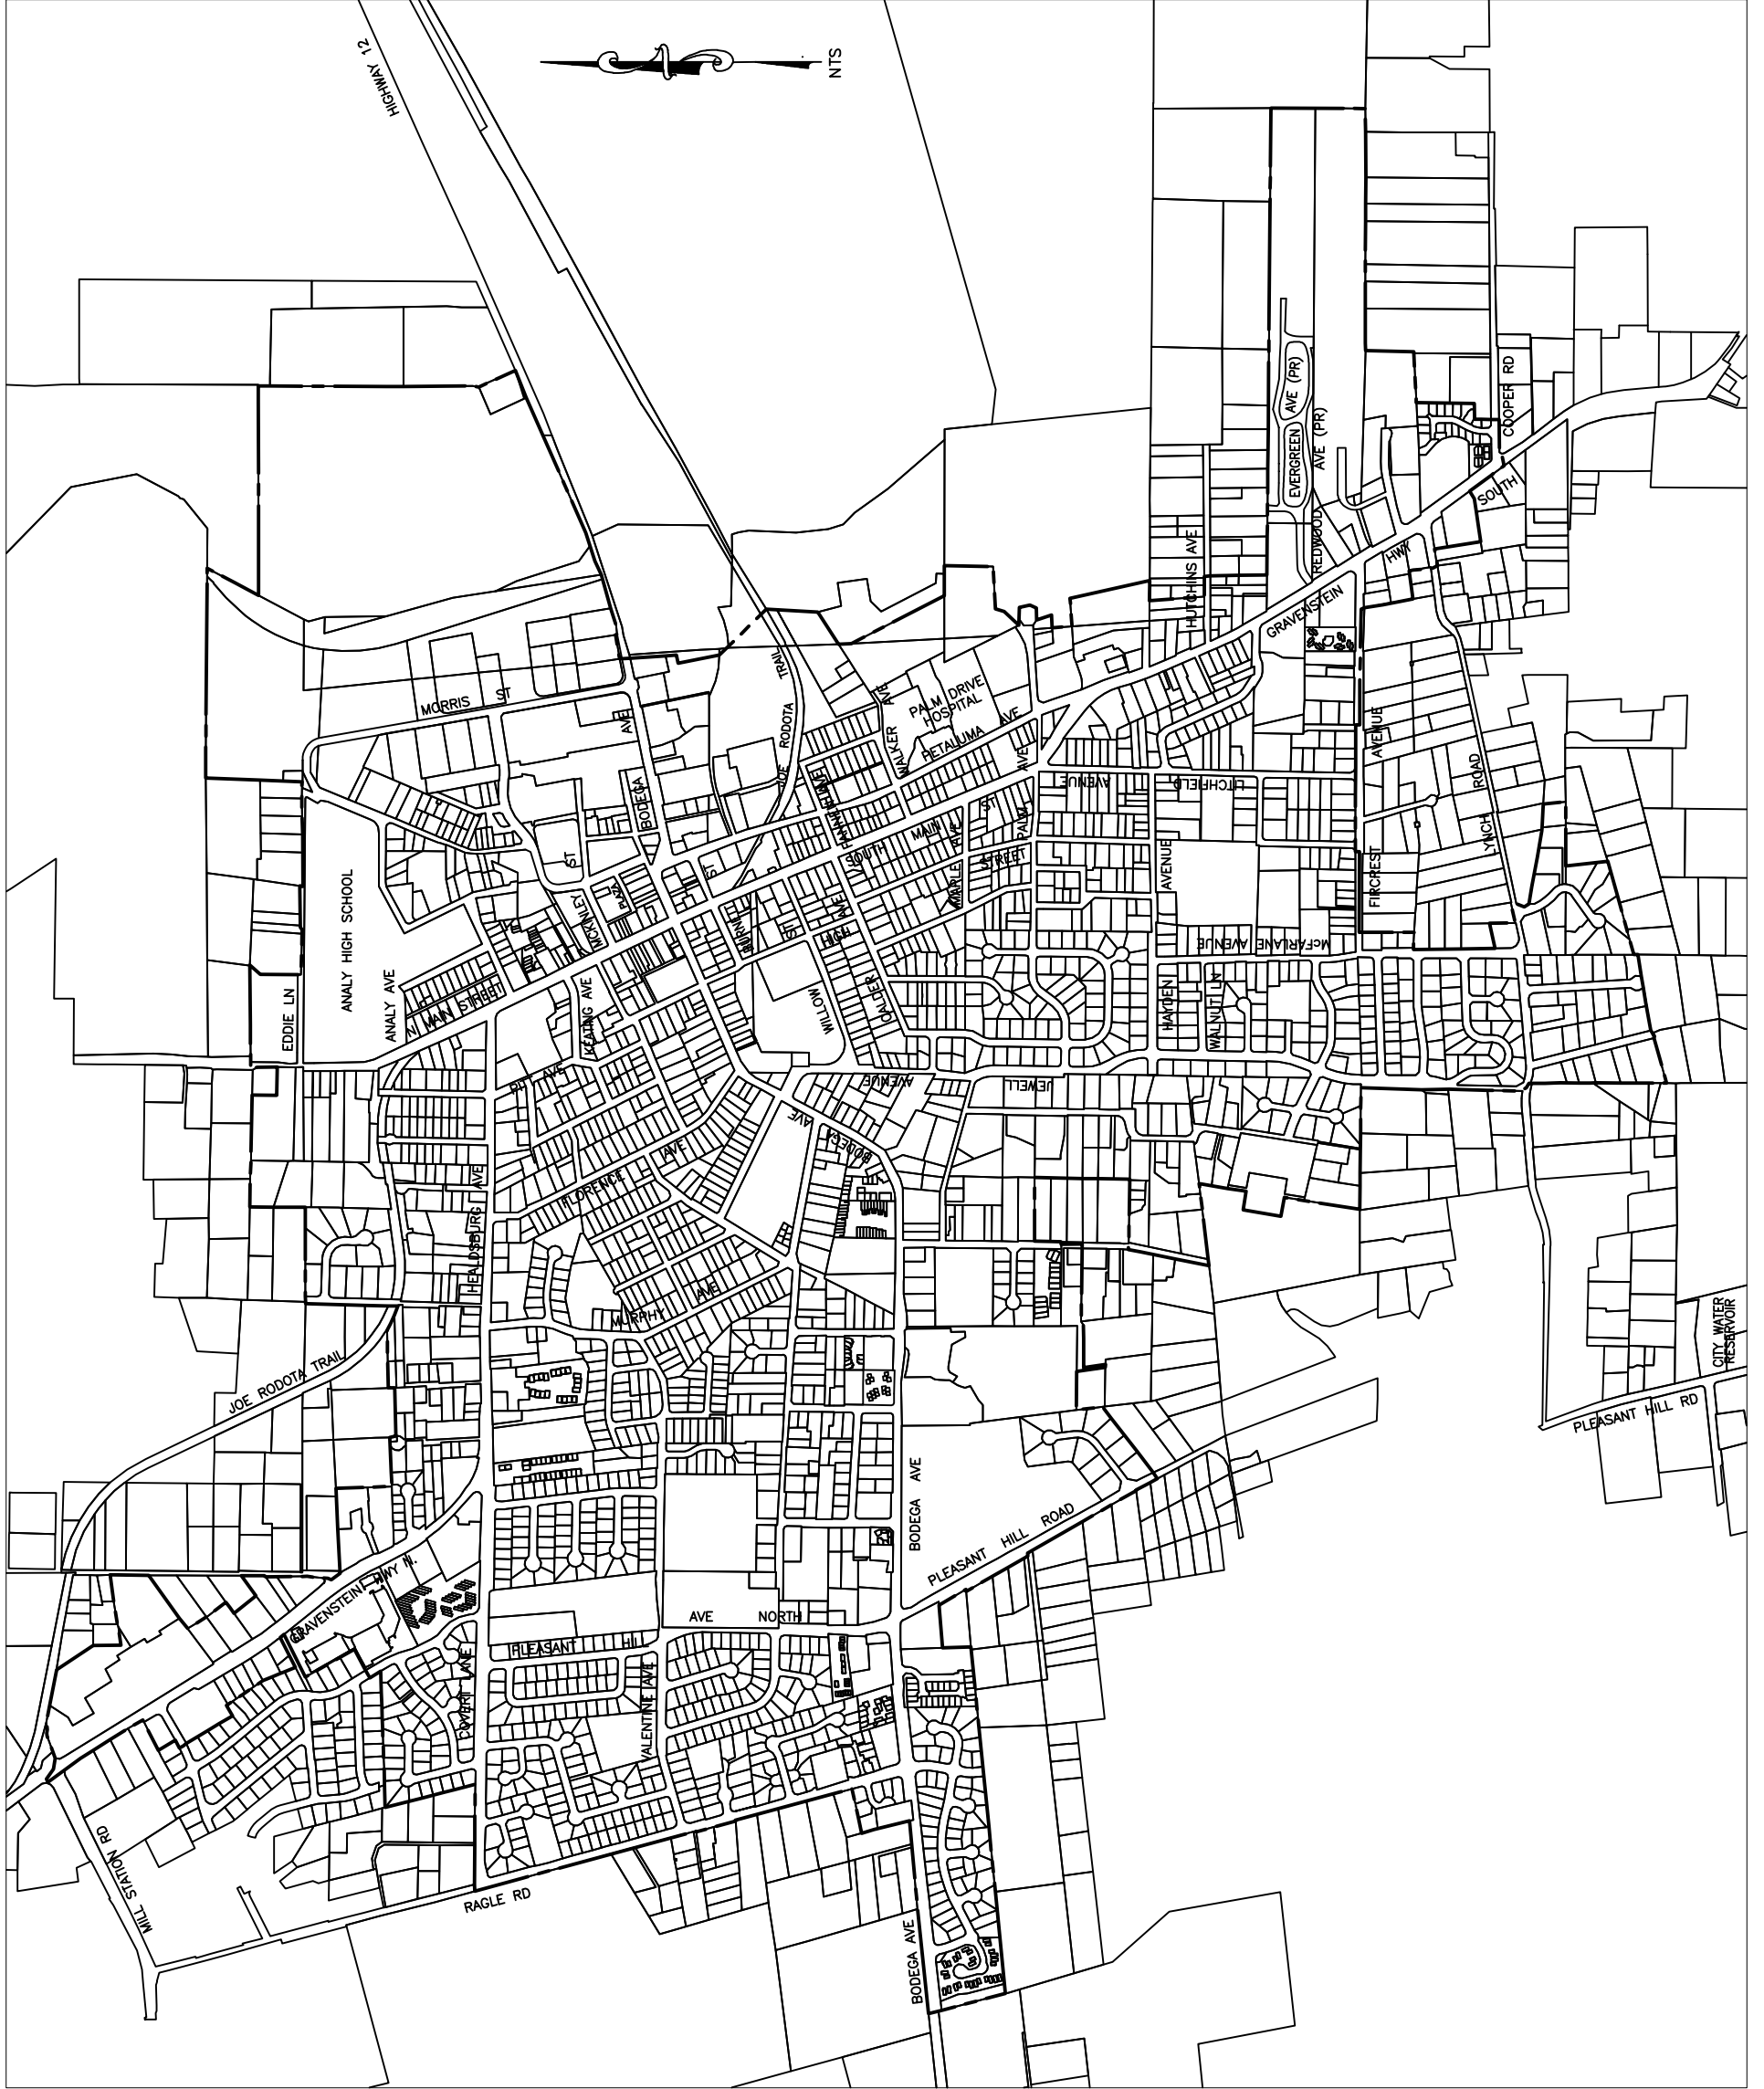 HIGHWAY 12
NTS
MORRIS ST
ANALY HIGH SCHOOL
EDDIE LN
ANALY AVE
N MAIN STREET
MCKINLEY ST
PLAZA
BODEGA AVE
KEATING AVE
PITT AVE
BURNETT ST
JOE RODOTA TRAIL
WILLOW ST
HIGH
CALDER AVE
SOUTH MAIN ST
WALKER AVE
PALM DRIVE
HOSPITAL
PETALUMA AVE
MAPLE AVE
STREET
PALM AVE
LITCHFIELD AVENUE
HUTCHINS AVE
EVERGREEN AVE (PR)
REDWOOD AVE (PR)
COOPER RD
GRAVENSTEIN HWY SOUTH
FIRCREST AVENUE
LYNCH ROAD
HAYDEN AVENUE
McFARLANE AVENUE
WALNUT LN
JEWELL AVENUE
BODEGA AVE
FLORENCE AVE
HEALDSBURG AVE
MURPHY AVE
JOE RODOTA TRAIL
GRAVENSTEIN HWY N.
COVERT LANE
PLEASANT HILL AVE NORTH
VALENTINE AVE
BODEGA AVE
PLEASANT HILL ROAD
CITY WATER
RESERVOIR
PLEASANT HILL RD
MILL STATION RD
RAGLE RD
BODEGA AVE